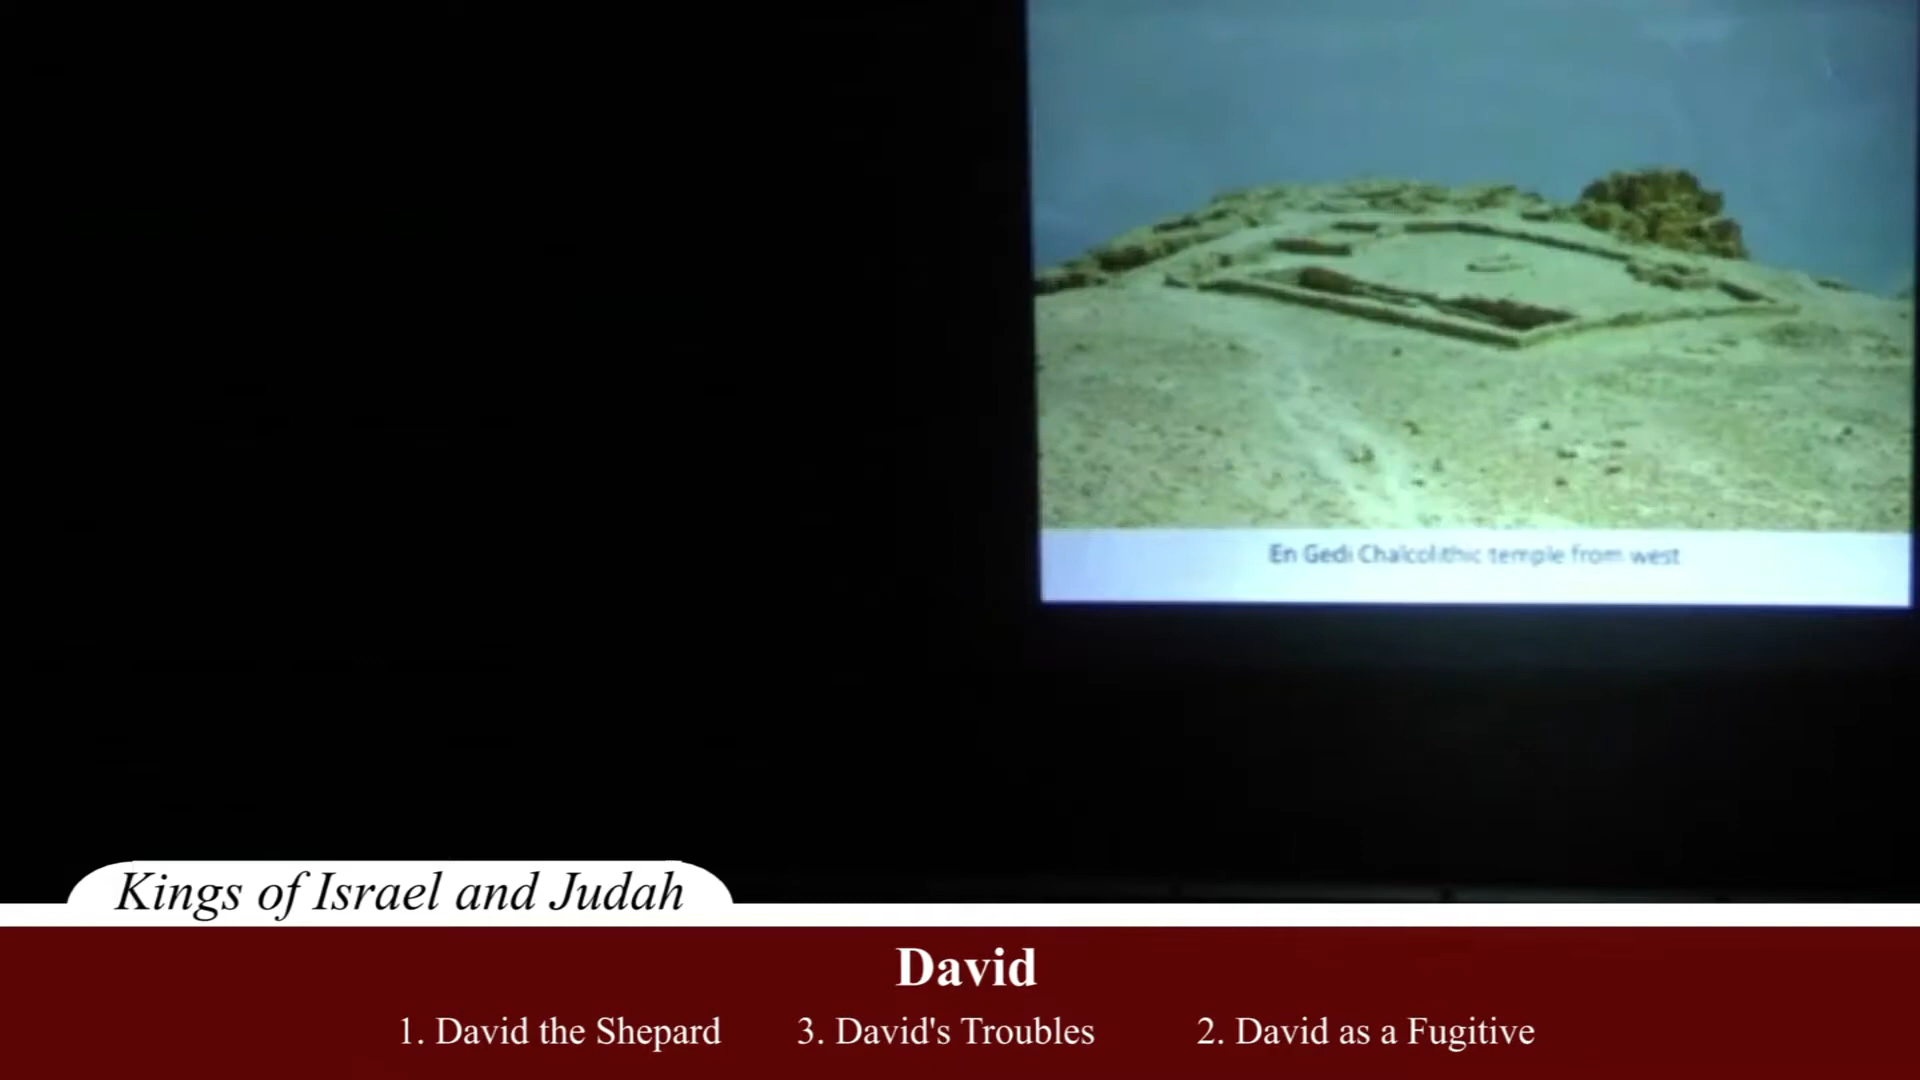 En Gedi Chalcolithic temple from west
Kings of Israel and Judah
David
1. David the Shepard 3. David's Troubles 2. David as a Fugitive